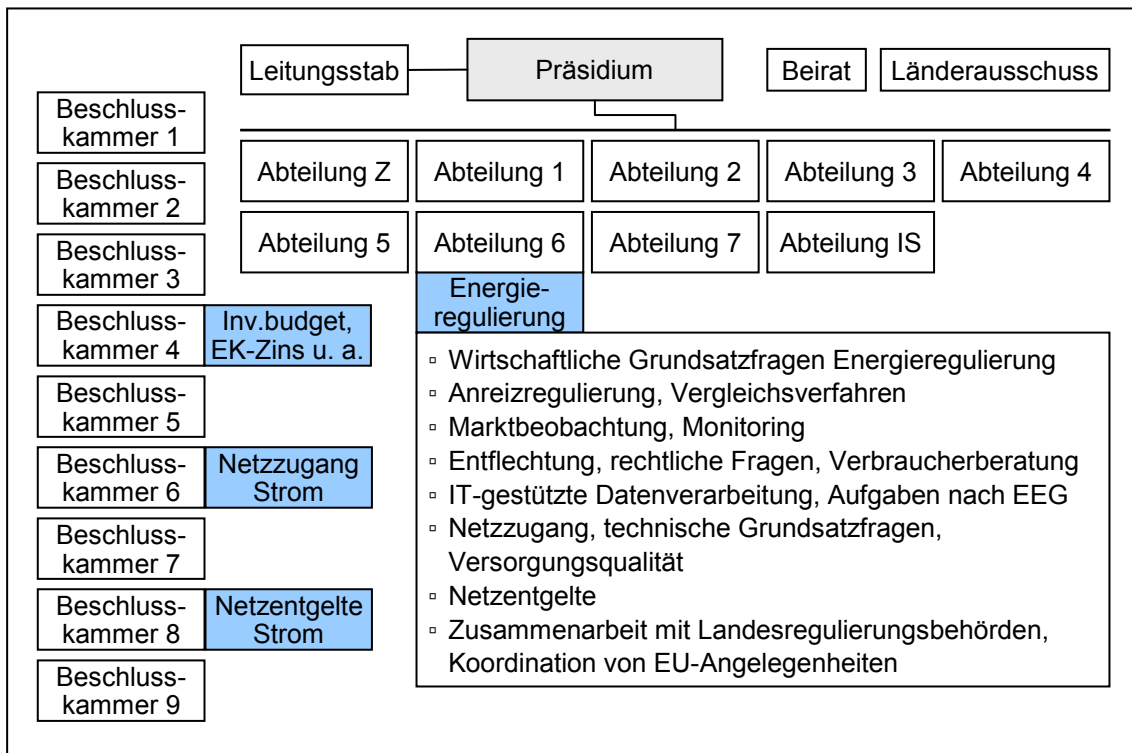 Leitungsstab
Präsidium
Beirat
Länderausschuss
Beschluss-
kammer 1
Beschluss-
kammer 2
Beschluss-
kammer 3
Beschluss-
kammer 4
Inv.budget,
EK-Zins u. a.
Beschluss-
kammer 5
Beschluss-
kammer 6
Netzzugang
Strom
Beschluss-
kammer 7
Beschluss-
kammer 8
Netzentgelte
Strom
Beschluss-
kammer 9
Abteilung Z
Abteilung 1
Abteilung 2
Abteilung 3
Abteilung 4
Abteilung 5
Abteilung 6
Abteilung 7
Abteilung IS
Energie-
regulierung
▫ Wirtschaftliche Grundsatzfragen Energieregulierung
▫ Anreizregulierung, Vergleichsverfahren
▫ Marktbeobachtung, Monitoring
▫ Entflechtung, rechtliche Fragen, Verbraucherberatung
▫ IT-gestützte Datenverarbeitung, Aufgaben nach EEG
▫ Netzzugang, technische Grundsatzfragen,
Versorgungsqualität
▫ Netzentgelte
▫ Zusammenarbeit mit Landesregulierungsbehörden,
Koordination von EU-Angelegenheiten